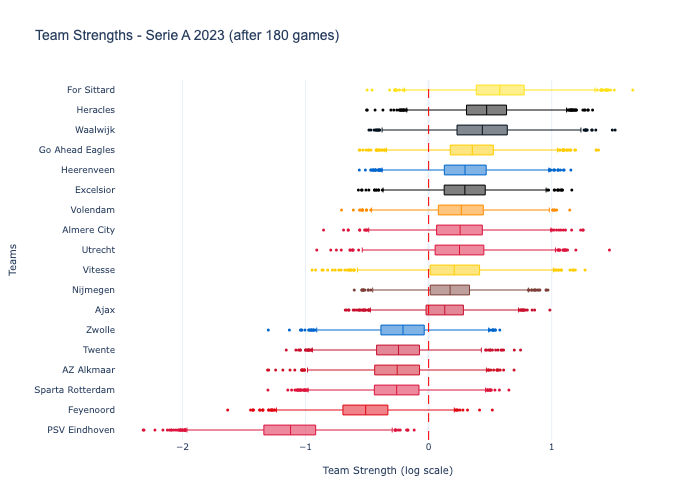 Team Strengths - Serie A 2023 (after 180 games)
For Sittard
Heracles
Waalwijk
Go Ahead Eagles
Heerenveen
Excelsior
Volendam
Almere City
Utrecht
Vitesse
Nijmegen
Ajax
Zwolle
Twente
AZ Alkmaar
Sparta Rotterdam
Feyenoord
PSV Eindhoven
Teams
−2 −1 0 1
Team Strength (log scale)